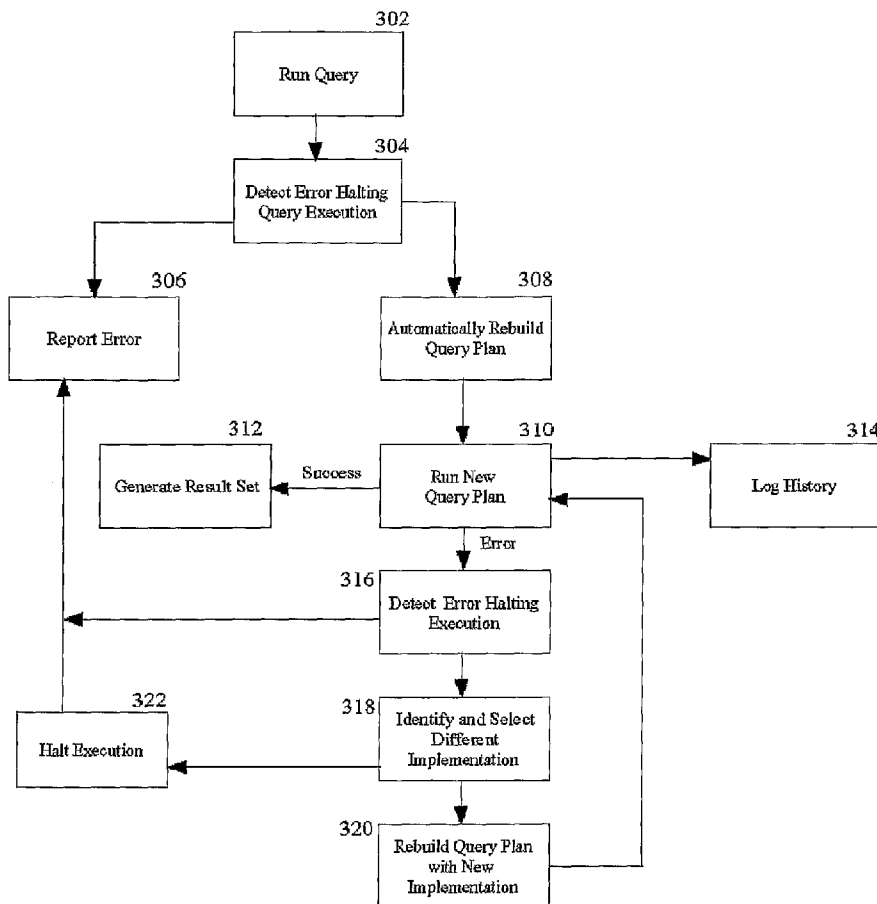 302
Run Query
304
Detect Error Halting
Query Execution
306
Report Error
308
Automatically Rebuild
Query Plan
312
Generate Result Set
Success
310
Run New
Query Plan
314
Log History
Error
316
Detect Error Halting
Execution
318
Identify and Select
Different
Implementation
322
Halt Execution
320
Rebuild Query Plan
with New
Implementation